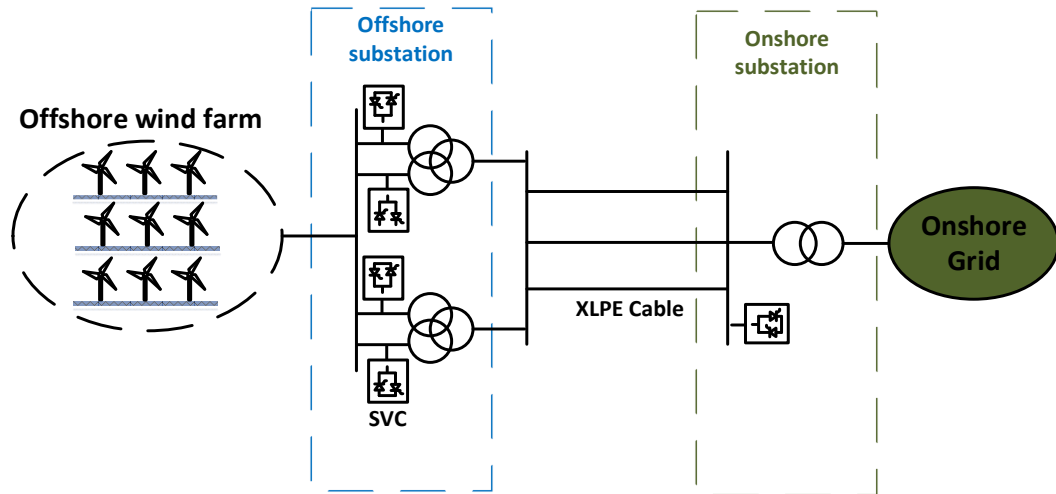 Offshore
substation
Onshore
substation
Offshore wind farm
Onshore
Grid
XLPE Cable
SVC